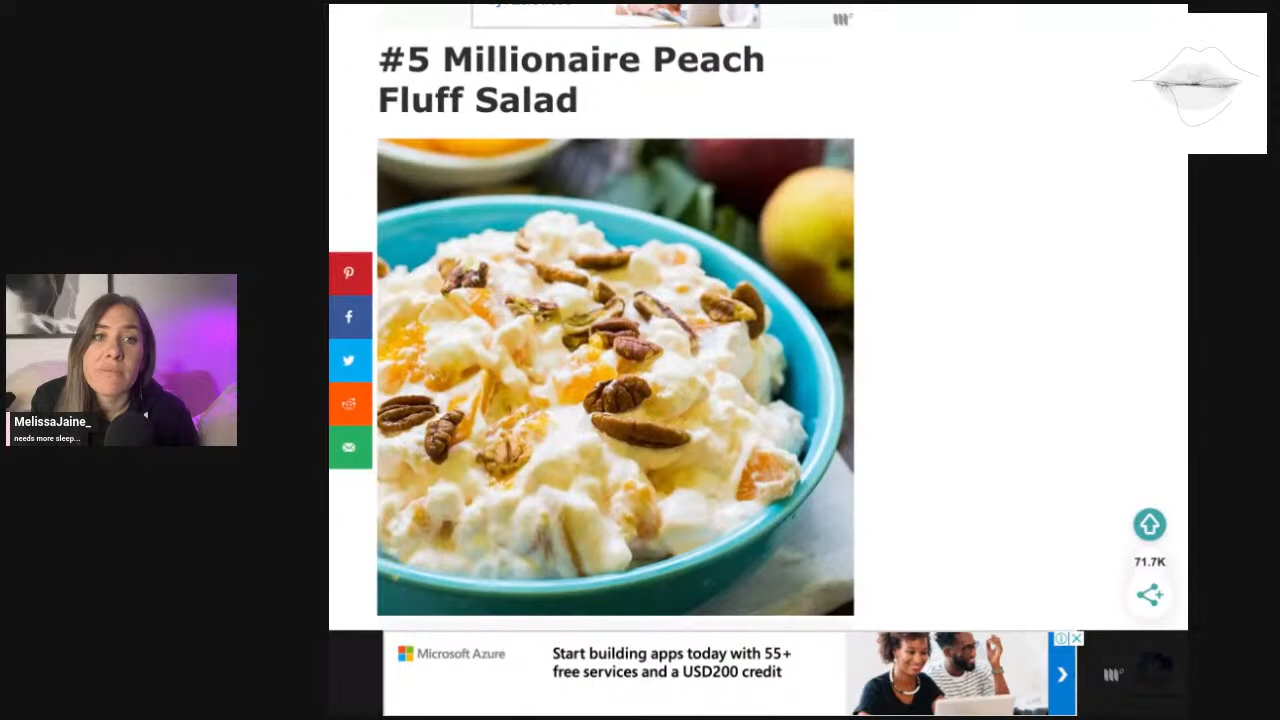 #5 Millionaire Peach
Fluff Salad
MelissaJaine_
needs more sleep...
71.7K
Microsoft Azure
Start building apps today with 55+
free services and a USD200 credit